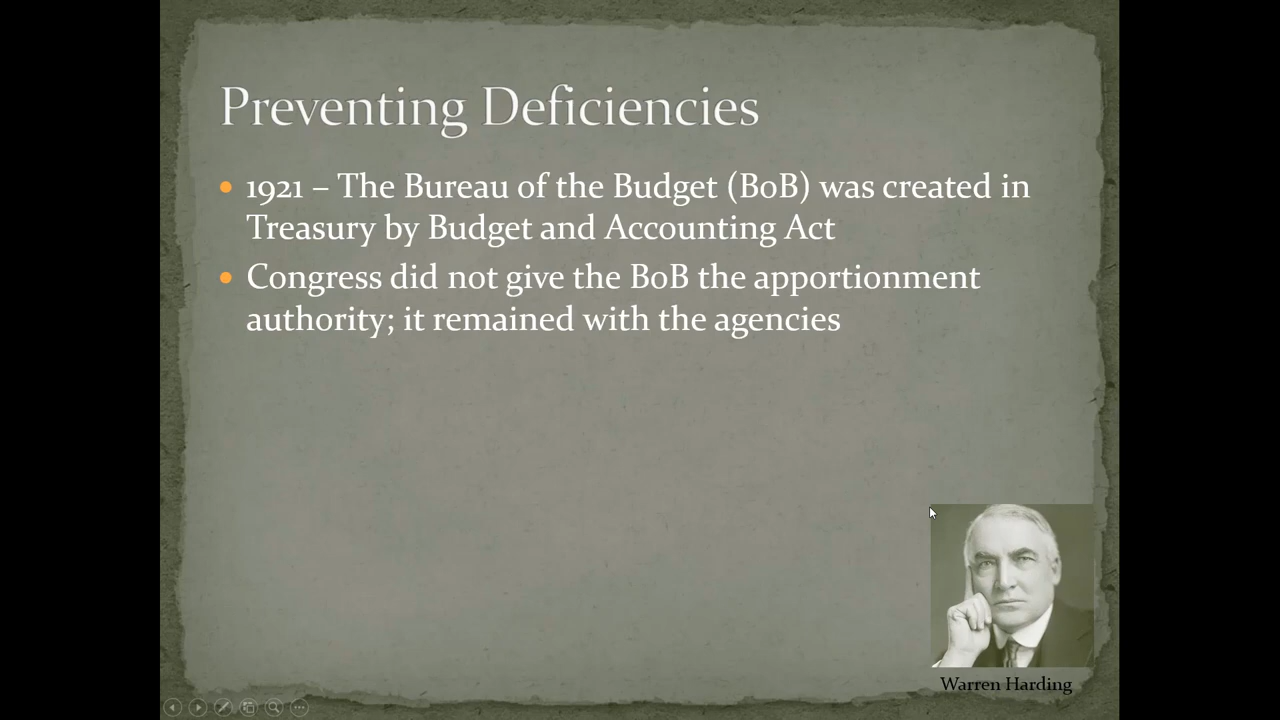 Preventing Deficiencies
1921 – The Bureau of the Budget (BoB) was created in
Treasury by Budget and Accounting Act
Congress did not give the BoB the apportionment
authority; it remained with the agencies
Warren Harding